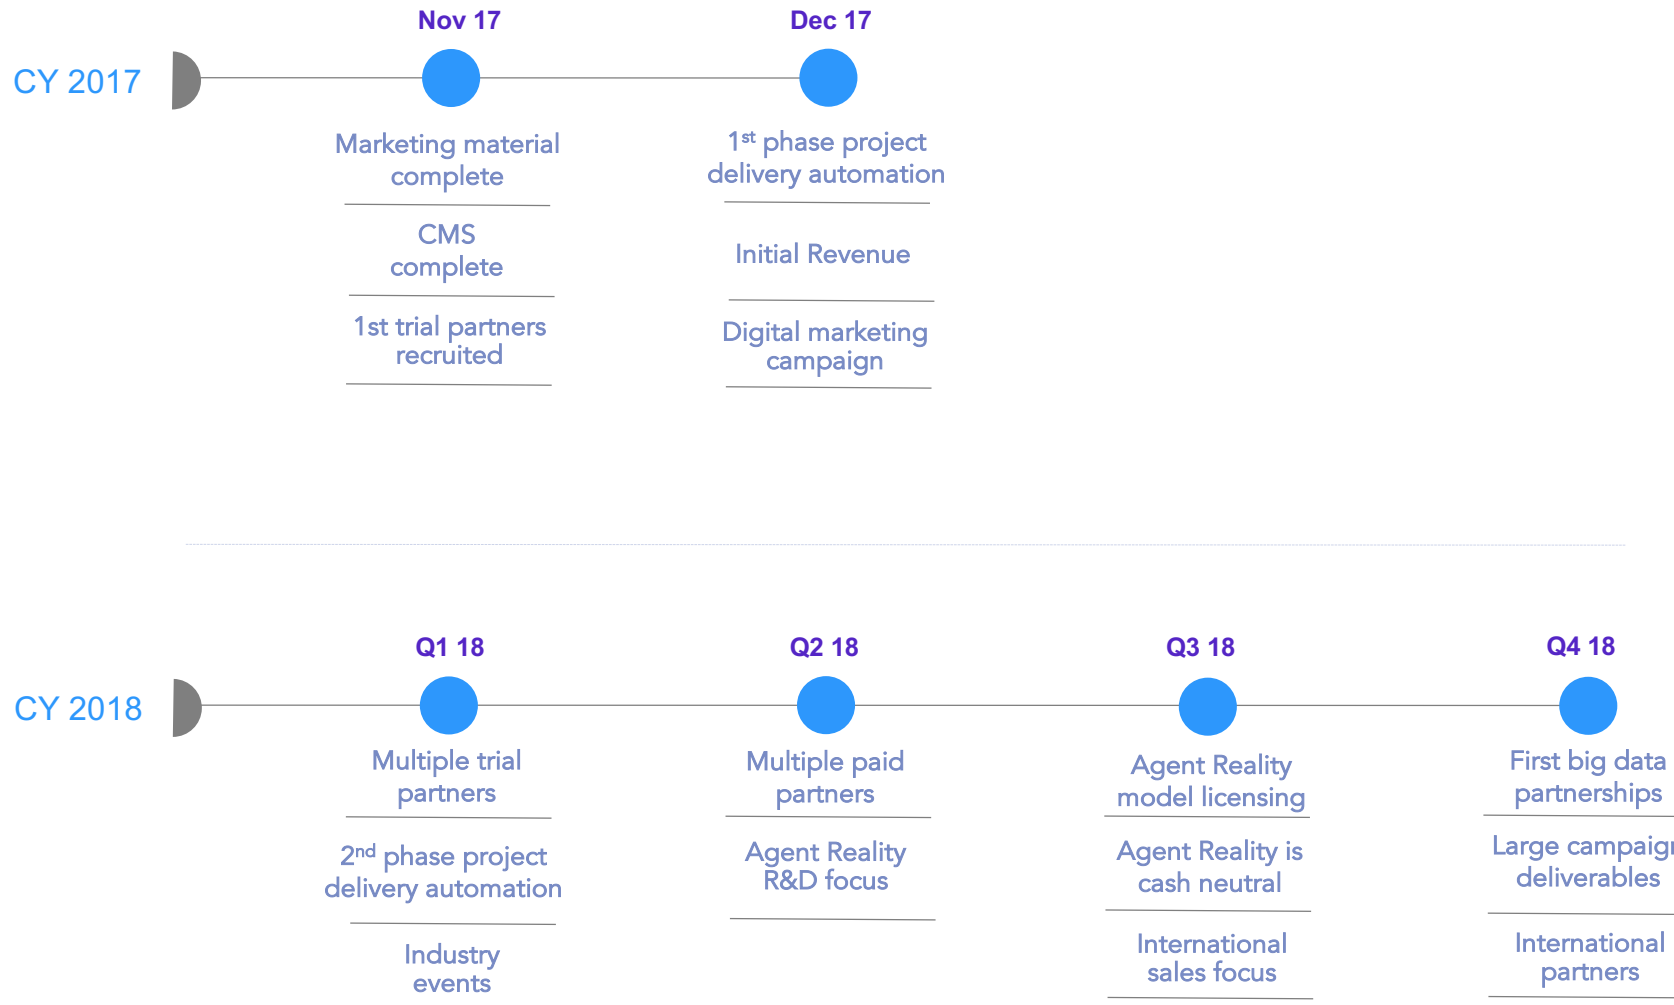 Nov 17
Dec 17
CY 2017
Marketing material
complete
CMS
complete
1st trial partners
recruited
1st phase project
delivery automation
Initial Revenue
Digital marketing
campaign
Q1 18
Q2 18
Q3 18
Q4 18
CY 2018
Multiple trial
partners
2nd phase project
delivery automation
Industry
events
Multiple paid
partners
Agent Reality
R&D focus
Agent Reality
model licensing
Agent Reality is
cash neutral
International
sales focus
First big data
partnerships
Large campaign
deliverables
International
partners